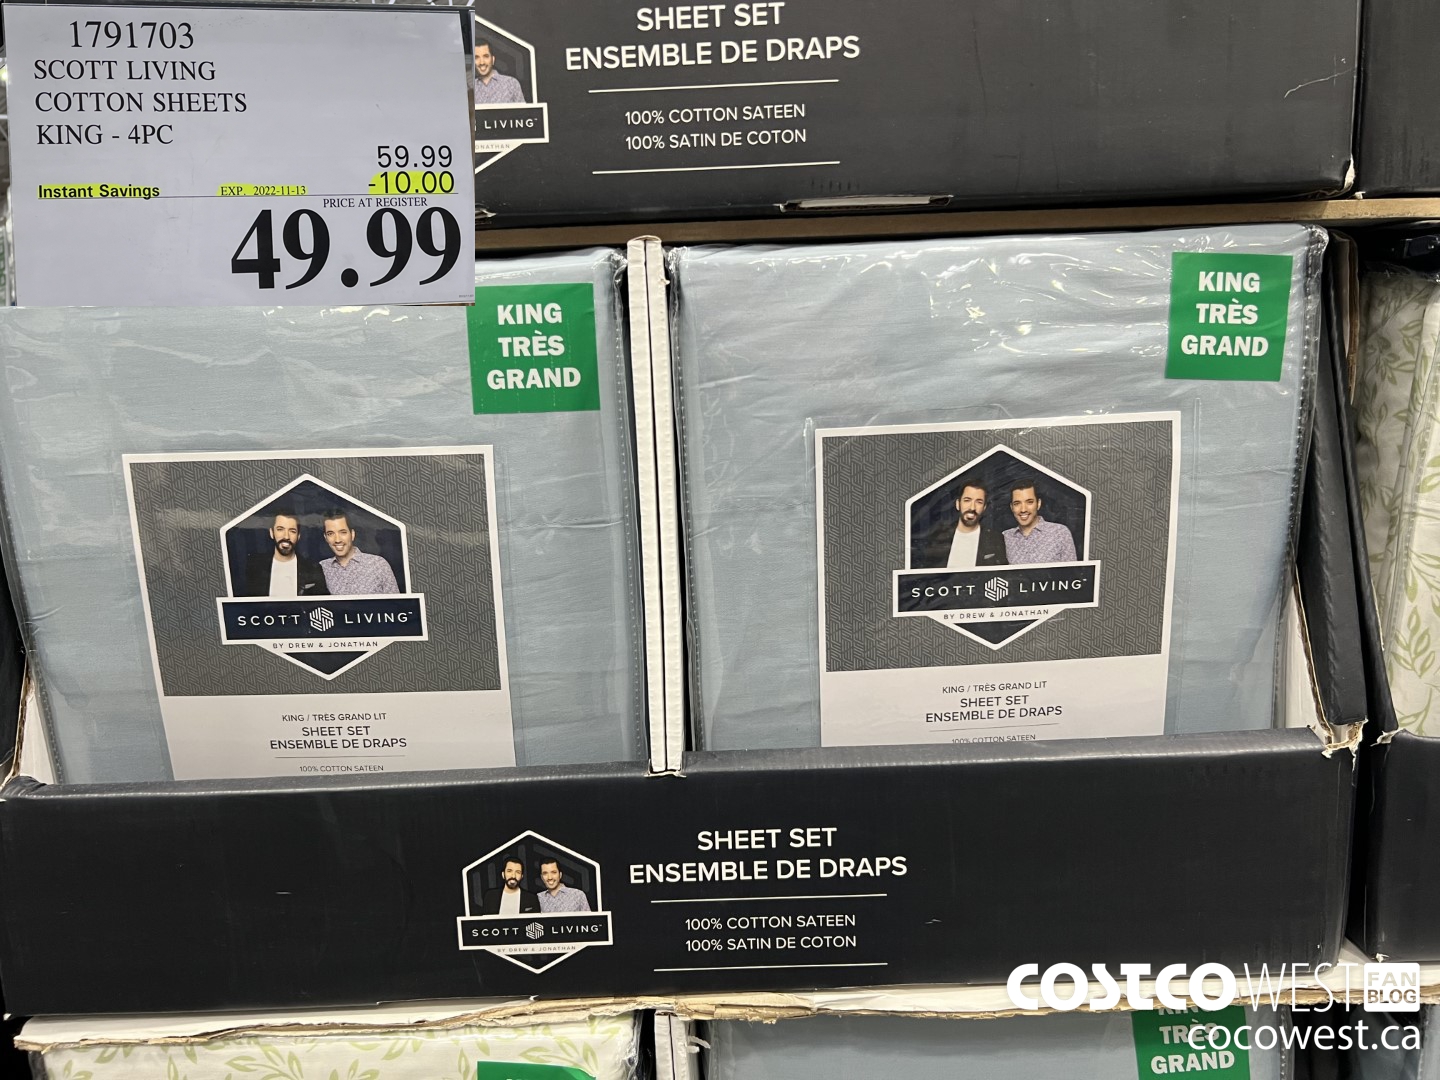 1791703
SCOTT LIVING
COTTON SHEETS
KING - 4PC
59.99
Instant Savings EXP. 2022-11-13 -10.00
PRICE AT REGISTER
49.99
SHEET SET
ENSEMBLE DE DRAPS
100% COTTON SATEEN
100% SATIN DE COTON
LIVING
KING
TRÈS
GRAND
KING
TRÈS
GRAND
SCOTT LIVING™
BY DREW & JONATHAN
KING / TRÈS GRAND LIT
SHEET SET
ENSEMBLE DE DRAPS
100% COTTON SATEEN
SCOTT LIVING™
BY DREW & JONATHAN
KING / TRÈS GRAND LIT
SHEET SET
ENSEMBLE DE DRAPS
100% COTTON SATEEN
SCOTT LIVING™
BY DREW & JONATHAN
SHEET SET
ENSEMBLE DE DRAPS
100% COTTON SATEEN
100% SATIN DE COTON
KING
TRÈS
GRAND
COSTCO WEST FAN BLOG
cocowest.ca